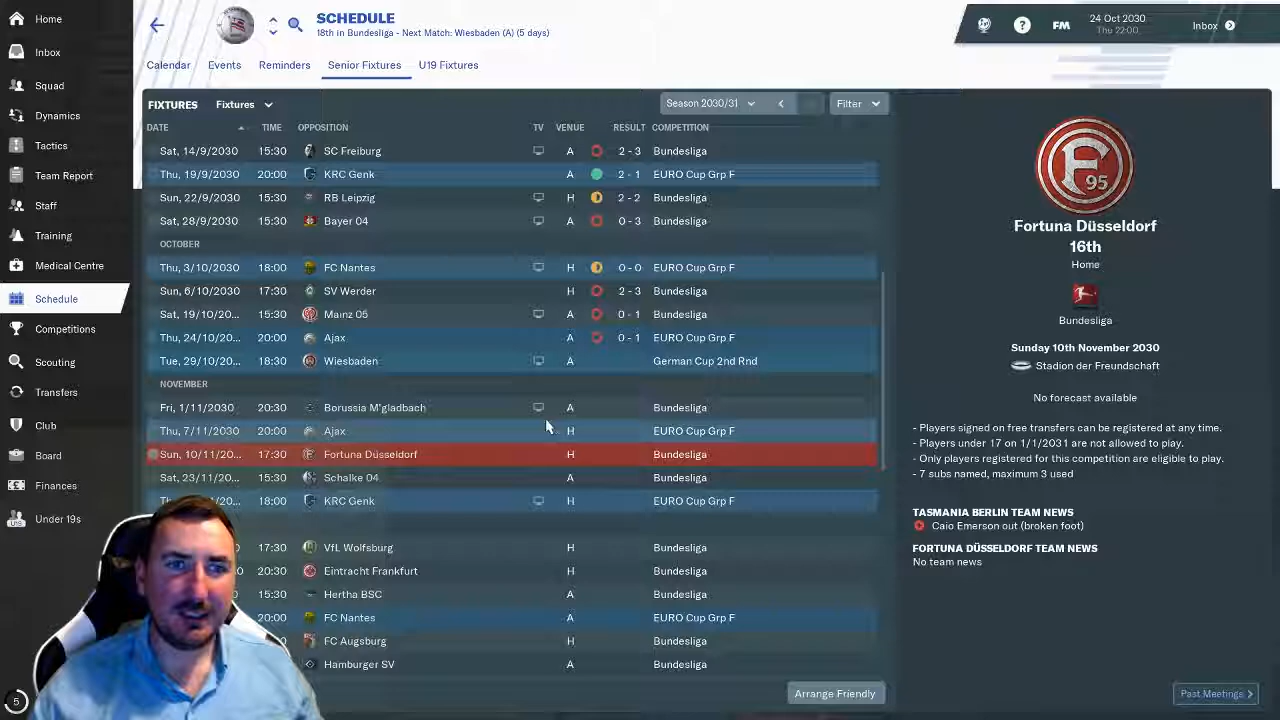 Home
Inbox
Squad
Dynamics
Tactics
Team Report
Staff
Training
Medical Centre
Schedule
Competitions
Scouting
Transfers
Club
Board
Finances
Under 19s
5
SCHEDULE
18th in Bundesliga - Next Match: Wiesbaden (A) (5 days)
FM
24 Oct 2030
Thu 22:00
Inbox
Calendar Events Reminders Senior Fixtures U19 Fixtures
FIXTURES Fixtures Season 2030/31 Filter
DATE TIME OPPOSITION TV VENUE RESULT COMPETITION
Sat, 14/9/2030 15:30 SC Freiburg A 2 - 3 Bundesliga
Thu, 19/9/2030 20:00 KRC Genk A 2 - 1 EURO Cup Grp F
Sun, 22/9/2030 15:30 RB Leipzig H 2 - 2 Bundesliga
Sat, 28/9/2030 15:30 Bayer 04 A 0 - 3 Bundesliga
OCTOBER
Thu, 3/10/2030 18:00 FC Nantes H 0 - 0 EURO Cup Grp F
Sun, 6/10/2030 17:30 SV Werder H 2 - 3 Bundesliga
Sat, 19/10/20... 15:30 Mainz 05 A 0 - 1 Bundesliga
Thu, 24/10/20... 20:00 Ajax A 0 - 1 EURO Cup Grp F
Tue, 29/10/20... 18:30 Wiesbaden A German Cup 2nd Rnd
NOVEMBER
Fri, 1/11/2030 20:30 Borussia M'gladbach A Bundesliga
Thu, 7/11/2030 20:00 Ajax H EURO Cup Grp F
Sun, 10/11/20... 17:30 Fortuna Düsseldorf H Bundesliga
Sat, 23/11/20... 15:30 Schalke 04 A Bundesliga
18:00 KRC Genk H EURO Cup Grp F
17:30 VfL Wolfsburg H Bundesliga
20:30 Eintracht Frankfurt H Bundesliga
15:30 Hertha BSC A Bundesliga
20:00 FC Nantes A EURO Cup Grp F
FC Augsburg H Bundesliga
Hamburger SV A Bundesliga
Arrange Friendly
F 95
Fortuna Düsseldorf
16th
Home
Bundesliga
Sunday 10th November 2030
Stadion der Freundschaft
No forecast available
- Players signed on free transfers can be registered at any time.
- Players under 17 on 1/1/2031 are not allowed to play.
- Only players registered for this competition are eligible to play.
- 7 subs named, maximum 3 used
TASMANIA BERLIN TEAM NEWS
Caio Emerson out (broken foot)
FORTUNA DÜSSELDORF TEAM NEWS
No team news
Past Meetings